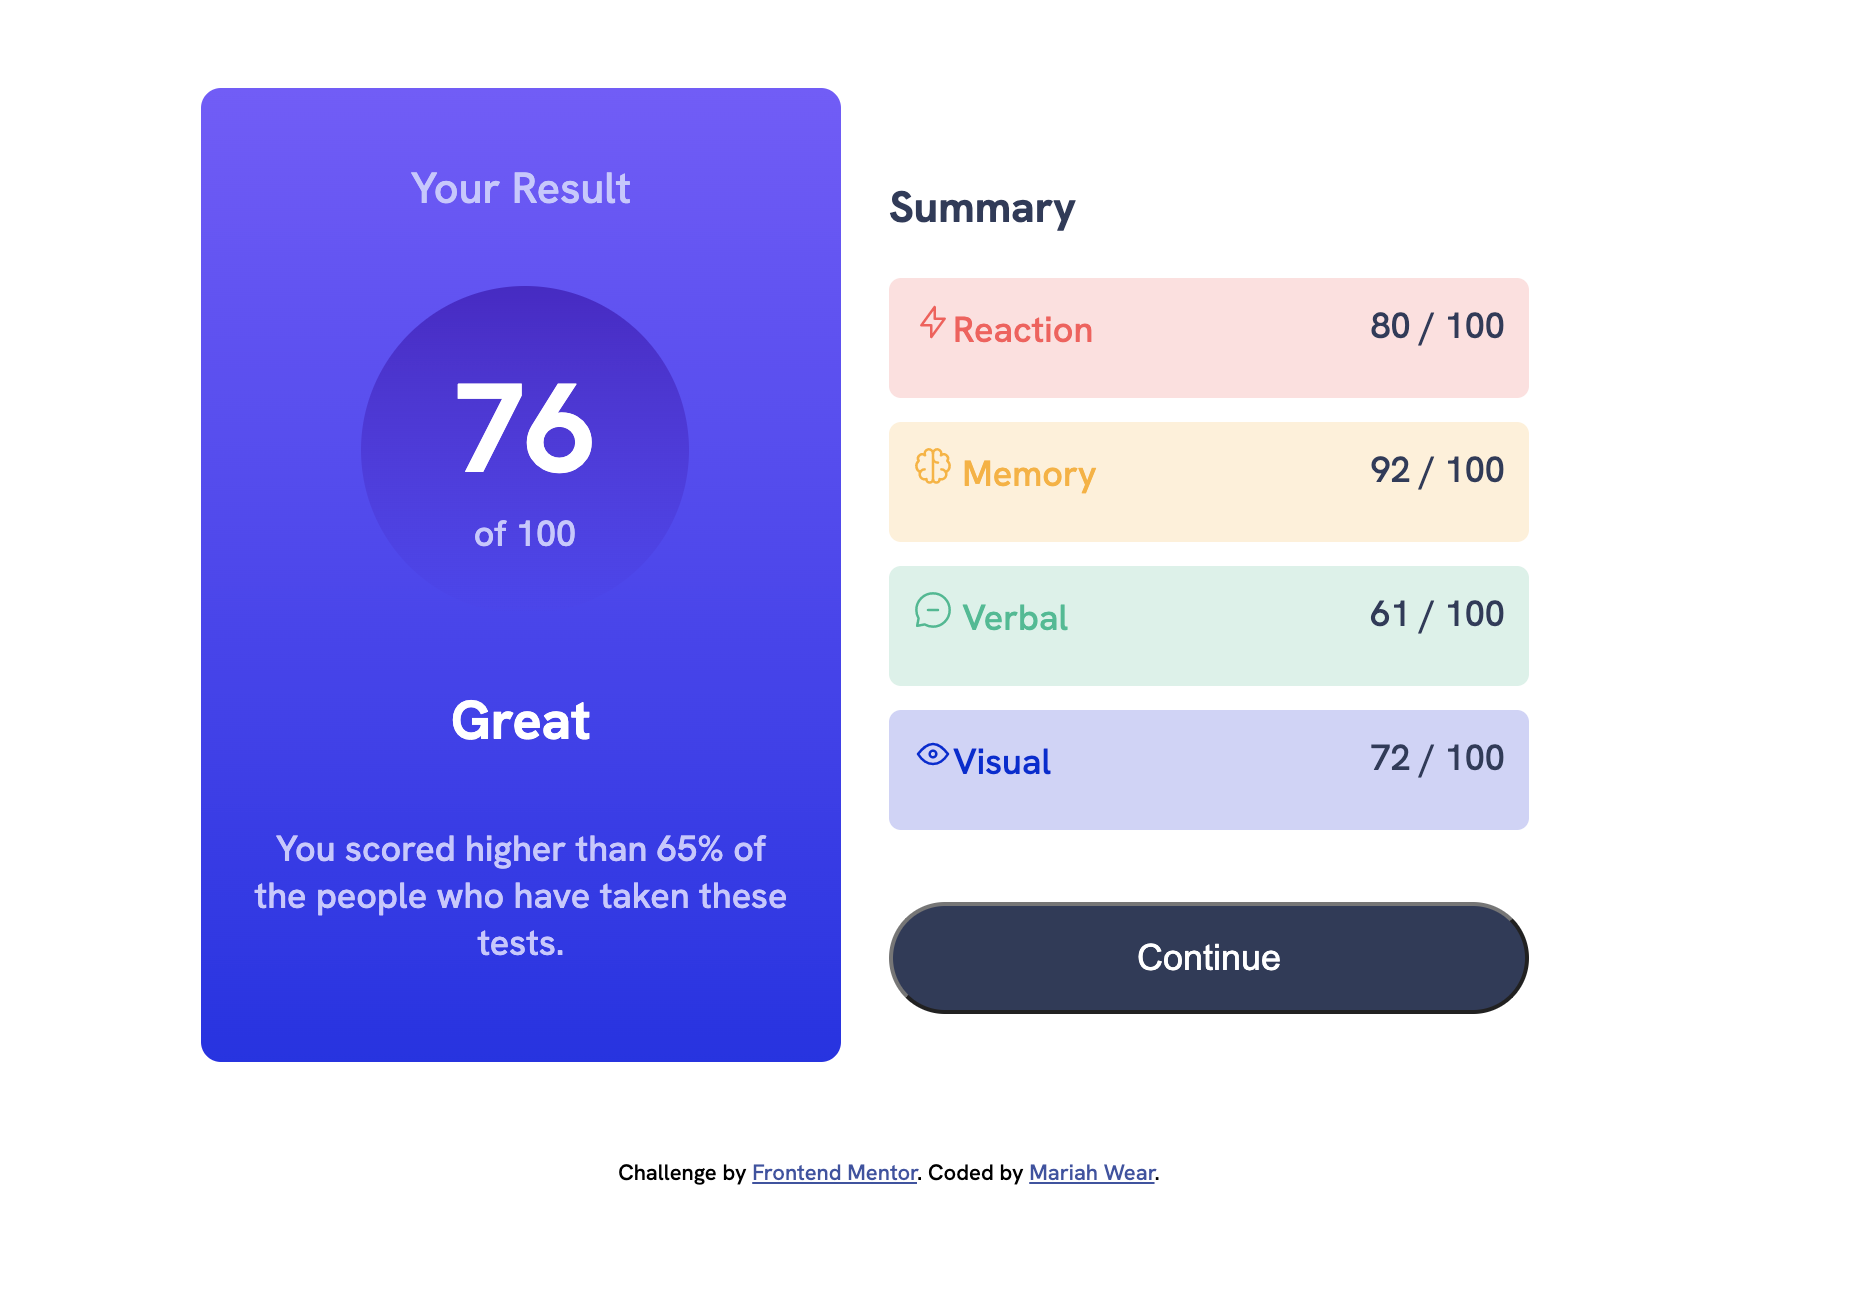 Your Result
76
of 100
Great
You scored higher than 65% of
the people who have taken these
tests.
Summary
Reaction 80 / 100
Memory 92 / 100
Verbal 61 / 100
Visual 72 / 100
Continue
Challenge by Frontend Mentor. Coded by Mariah Wear.